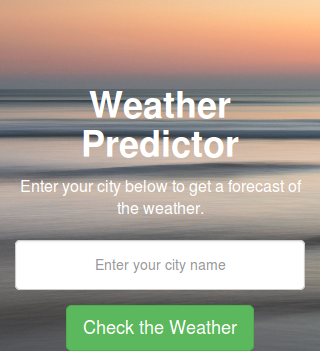 Weather
Predictor
Enter your city below to get a forecast of
the weather.
Enter your city name
Check the Weather